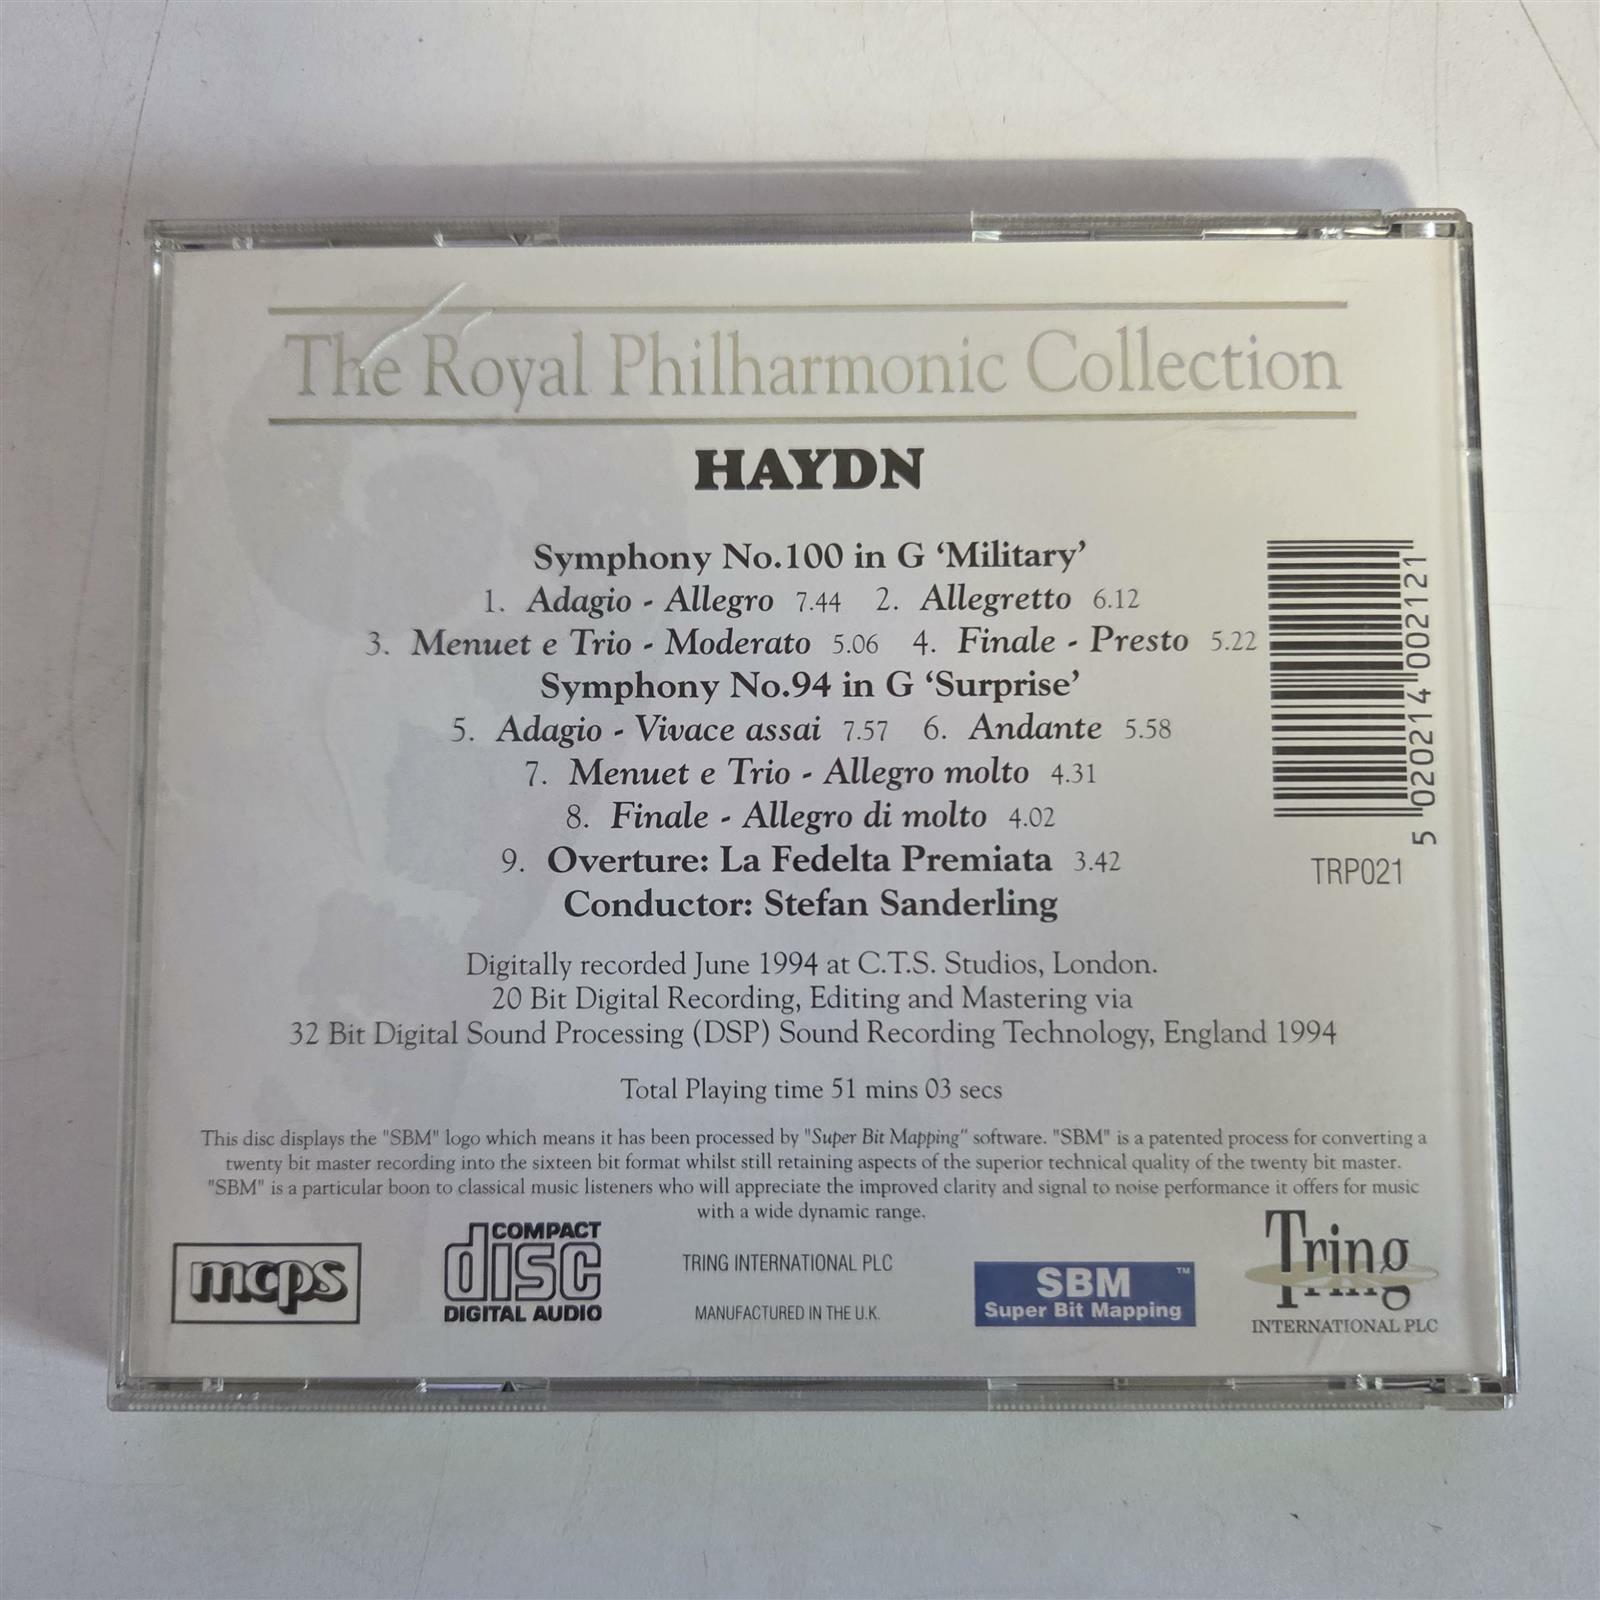 The Royal Philharmonic Collection
HAYDN
Symphony No.100 in G ‘Military’
1. Adagio - Allegro 7.44 2. Allegretto 6.12
3. Menuet e Trio - Moderato 5.06 4. Finale - Presto 5.22
Symphony No.94 in G ‘Surprise’
5. Adagio - Vivace assai 7.57 6. Andante 5.58
7. Menuet e Trio - Allegro molto 4.31
8. Finale - Allegro di molto 4.02
9. Overture: La Fedelta Premiata 3.42
Conductor: Stefan Sanderling
5 020214 002121
TRP021
Digitally recorded June 1994 at C.T.S. Studios, London.
20 Bit Digital Recording, Editing and Mastering via
32 Bit Digital Sound Processing (DSP) Sound Recording Technology, England 1994
Total Playing time 51 mins 03 secs
This disc displays the "SBM" logo which means it has been processed by "Super Bit Mapping" software. "SBM" is a patented process for converting a
twenty bit master recording into the sixteen bit format whilst still retaining aspects of the superior technical quality of the twenty bit master.
"SBM" is a particular boon to classical music listeners who will appreciate the improved clarity and signal to noise performance it offers for music
with a wide dynamic range.
mcps
COMPACT
disc
DIGITAL AUDIO
TRING INTERNATIONAL PLC
MANUFACTURED IN THE U.K.
SBM™
Super Bit Mapping
Tring
INTERNATIONAL PLC